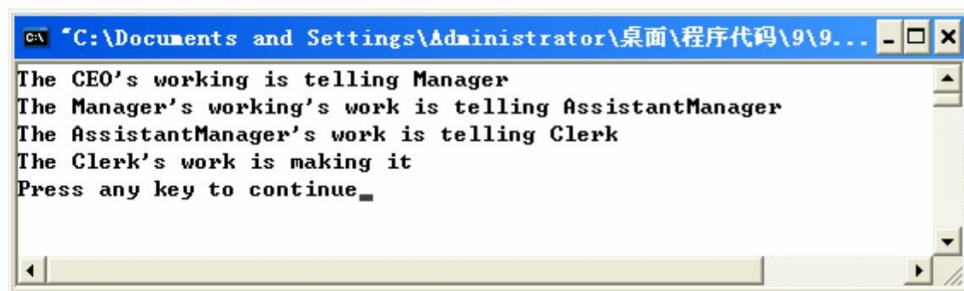 "C:\Documents and Settings\Administrator\桌面\程序代码\9\9...
The CEO's working is telling Manager
The Manager's working's work is telling AssistantManager
The AssistantManager's work is telling Clerk
The Clerk's work is making it
Press any key to continue_